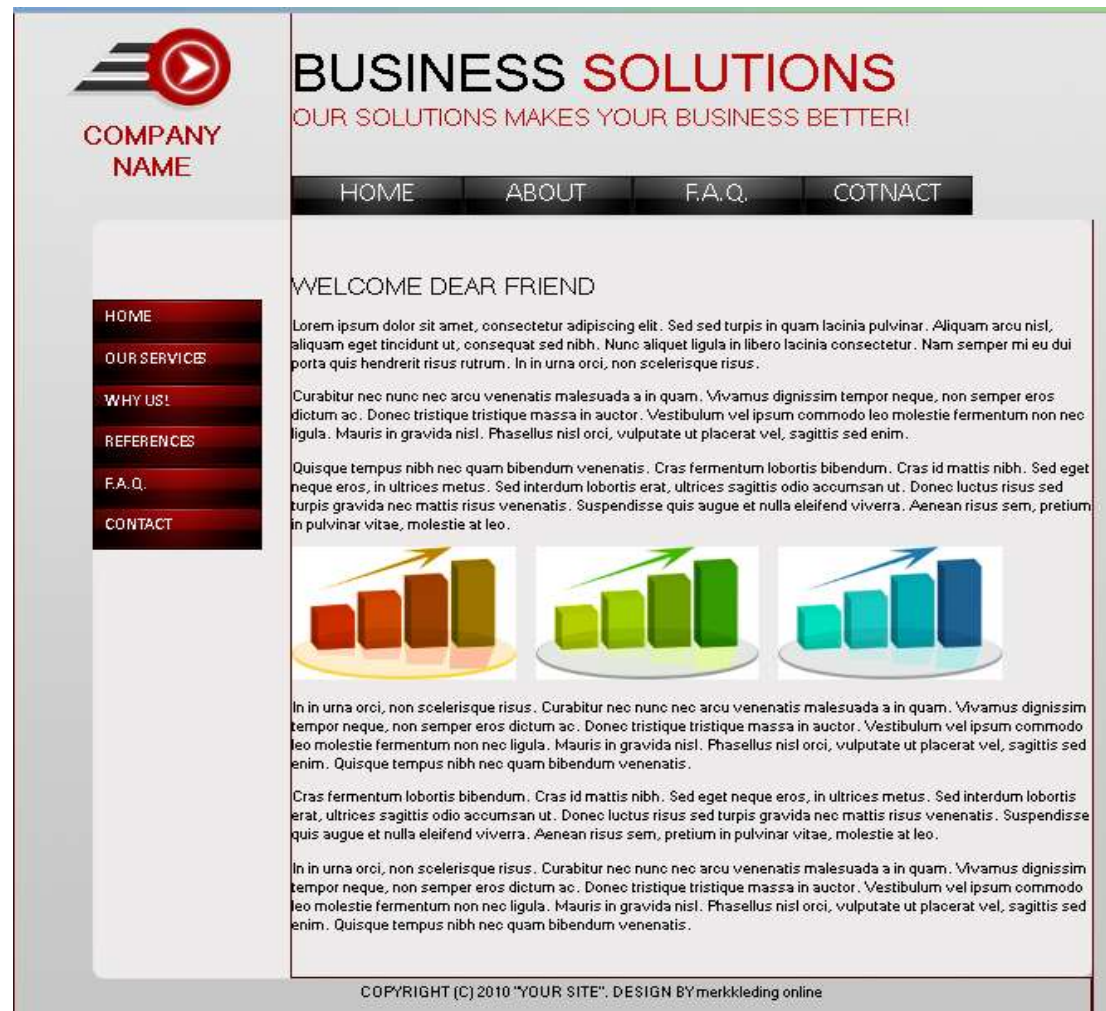 COMPANY
NAME
BUSINESS SOLUTIONS
OUR SOLUTIONS MAKES YOUR BUSINESS BETTER!
HOME ABOUT F.A.Q. COTNACT
HOME
OUR SERVICES
WHY US!
REFERENCES
F.A.Q.
CONTACT
WELCOME DEAR FRIEND
Lorem ipsum dolor sit amet, consectetur adipiscing elit. Sed sed turpis in quam lacinia pulvinar. Aliquam arcu nisl,
aliquam eget tincidunt ut, consequat sed nibh. Nunc aliquet ligula in libero lacinia consectetur. Nam semper mi eu dui
porta quis hendrerit risus rutrum. In in urna orci, non scelerisque risus.
Curabitur nec nunc nec arcu venenatis malesuada a in quam. Vivamus dignissim tempor neque, non semper eros
dictum ac. Donec tristique tristique massa in auctor. Vestibulum vel ipsum commodo leo molestie fermentum non nec
ligula. Mauris in gravida nisl. Phasellus nisl orci, vulputate ut placerat vel, sagittis sed enim.
Quisque tempus nibh nec quam bibendum venenatis. Cras fermentum lobortis bibendum. Cras id mattis nibh. Sed eget
neque eros, in ultrices metus. Sed interdum lobortis erat, ultrices sagittis odio accumsan ut. Donec luctus risus sed
turpis gravida nec mattis risus venenatis. Suspendisse quis augue et nulla eleifend viverra. Aenean risus sem, pretium
in pulvinar vitae, molestie at leo.
In in urna orci, non scelerisque risus. Curabitur nec nunc nec arcu venenatis malesuada a in quam. Vivamus dignissim
tempor neque, non semper eros dictum ac. Donec tristique tristique massa in auctor. Vestibulum vel ipsum commodo
leo molestie fermentum non nec ligula. Mauris in gravida nisl. Phasellus nisl orci, vulputate ut placerat vel, sagittis sed
enim. Quisque tempus nibh nec quam bibendum venenatis.
Cras fermentum lobortis bibendum. Cras id mattis nibh. Sed eget neque eros, in ultrices metus. Sed interdum lobortis
erat, ultrices sagittis odio accumsan ut. Donec luctus risus sed turpis gravida nec mattis risus venenatis. Suspendisse
quis augue et nulla eleifend viverra. Aenean risus sem, pretium in pulvinar vitae, molestie at leo.
In in urna orci, non scelerisque risus. Curabitur nec nunc nec arcu venenatis malesuada a in quam. Vivamus dignissim
tempor neque, non semper eros dictum ac. Donec tristique tristique massa in auctor. Vestibulum vel ipsum commodo
leo molestie fermentum non nec ligula. Mauris in gravida nisl. Phasellus nisl orci, vulputate ut placerat vel, sagittis sed
enim. Quisque tempus nibh nec quam bibendum venenatis.
COPYRIGHT (C) 2010 "YOUR SITE". DESIGN BY merkkleding online